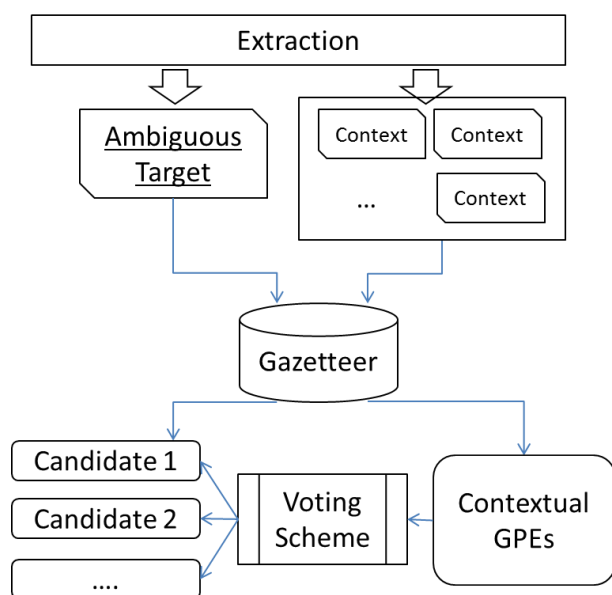 Extraction
Ambiguous
Target
Context
Context
...
Context
Gazetteer
Candidate 1
Candidate 2
....
Voting
Scheme
Contextual
GPEs